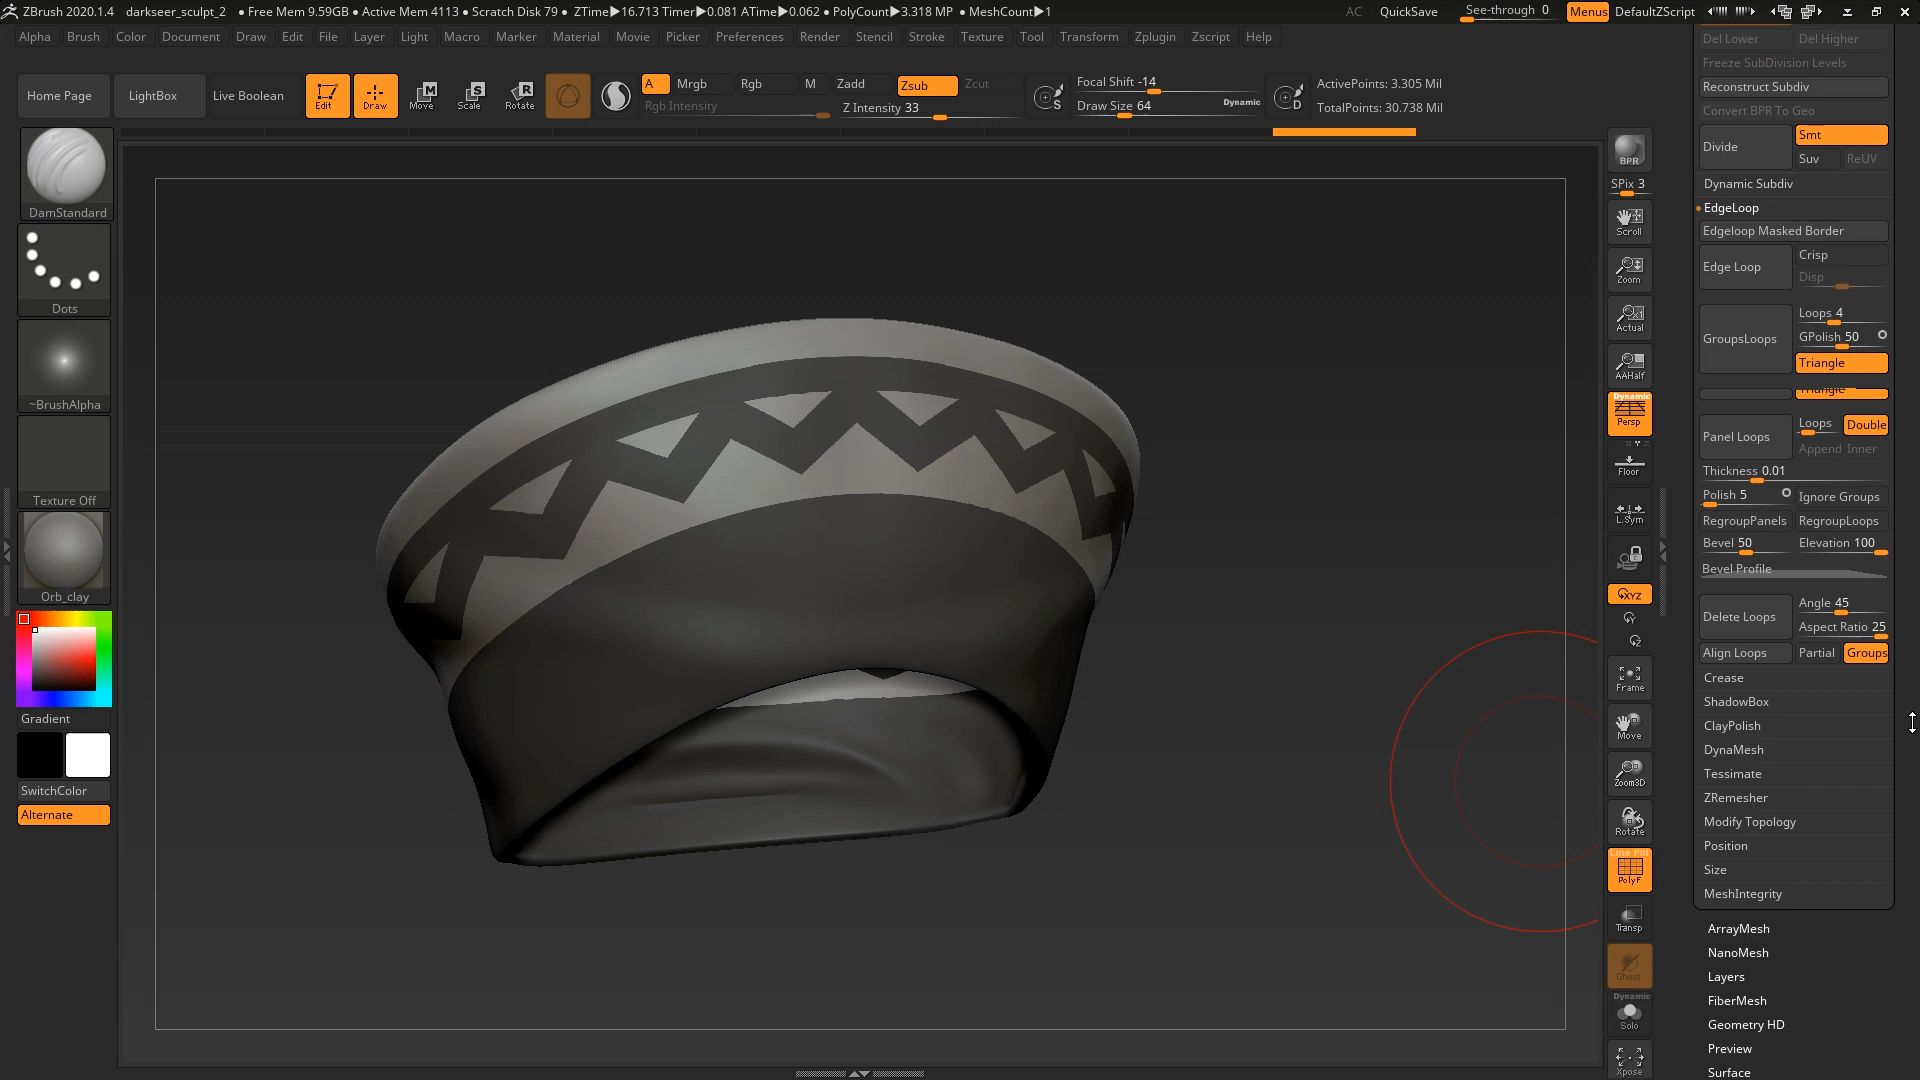 ZBrush 2020.1.4 darkseer_sculpt_2 • Free Mem 9.59GB • Active Mem 4113 • Scratch Disk 79 • ZTime▶16.713 Timer▶0.081 ATime▶0.062 • PolyCount▶3.318 MP • MeshCount▶1 AC QuickSave See-through 0 Menus DefaultZScript
Alpha Brush Color Document Draw Edit File Layer Light Macro Marker Material Movie Picker Preferences Render Stencil Stroke Texture Tool Transform Zplugin Zscript Help
Home Page LightBox Live Boolean Edit Draw Move Scale Rotate
A Mrgb Rgb M Zadd Zsub Zcut
Rgb Intensity Z Intensity 33
Focal Shift -14
Draw Size 64 Dynamic
ActivePoints: 3.305 Mil
TotalPoints: 30.738 Mil
M
S
R
S
D
DamStandard
Dots
~BrushAlpha
Texture Off
Orb_clay
Gradient
SwitchColor
Alternate
BPR
SPix 3
Scroll
Zoom
Actual
AAHalf
Dynamic
Persp
Floor
L.Sym
XYZ
Y
Z
Frame
Move
Zoom3D
Rotate
Line Fill
PolyF
Transp
Ghost
Dynamic
Solo
Xpose
Del Lower Del Higher
Freeze SubDivision Levels
Reconstruct Subdiv
Convert BPR To Geo
Divide Smt
Suv ReUV
Dynamic Subdiv
EdgeLoop
Edgeloop Masked Border
Edge Loop Crisp
Disp
GroupsLoops Loops 4
GPolish 50
Triangle
Triangle
Panel Loops Loops Double
Append Inner
Thickness 0.01
Polish 5 Ignore Groups
RegroupPanels RegroupLoops
Bevel 50 Elevation 100
Bevel Profile
Delete Loops Angle 45
Aspect Ratio 25
Align Loops Partial Groups
Crease
ShadowBox
ClayPolish
DynaMesh
Tessimate
ZRemesher
Modify Topology
Position
Size
MeshIntegrity
ArrayMesh
NanoMesh
Layers
FiberMesh
Geometry HD
Preview
Surface